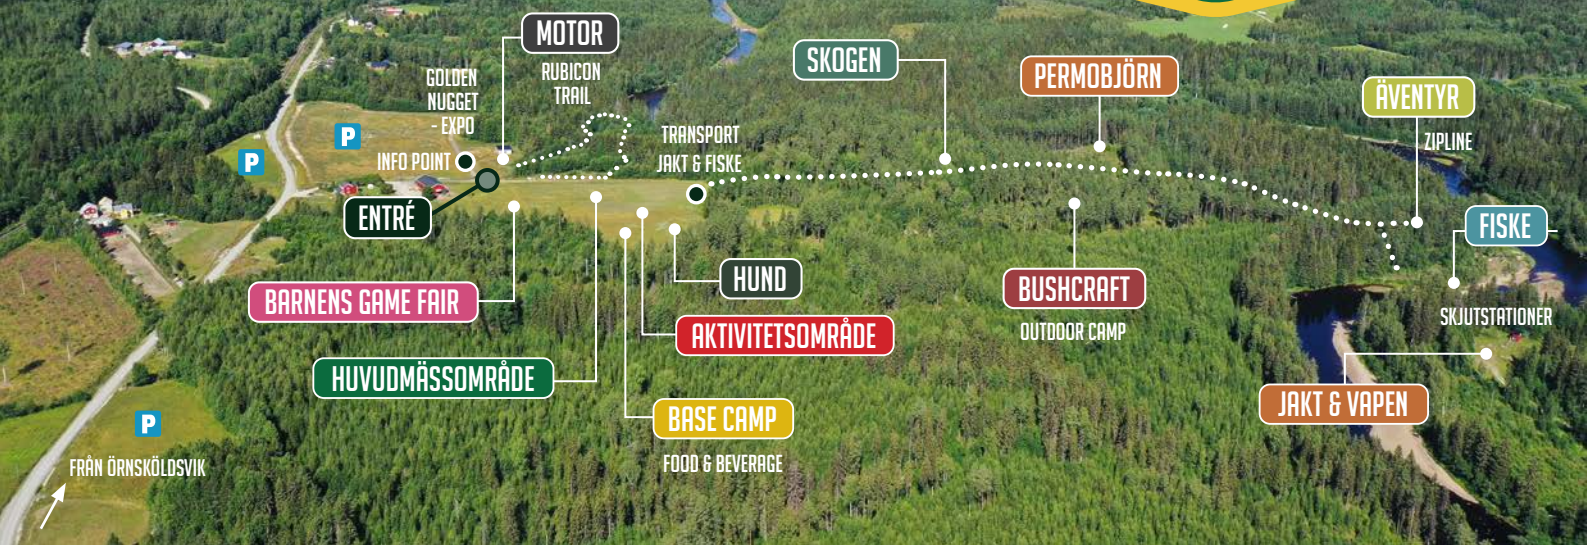 MOTOR
RUBICON
TRAIL
GOLDEN
NUGGET
- EXPO
INFO POINT
P
P
ENTRÉ
TRANSPORT
JAKT & FISKE
SKOGEN
PERMOBJÖRN
ÄVENTYR
ZIPLINE
FISKE
SKJUTSTATIONER
JAKT & VAPEN
BUSHCRAFT
OUTDOOR CAMP
HUND
AKTIVITETSOMRÅDE
BARNENS GAME FAIR
HUVUDMÄSSOMRÅDE
BASE CAMP
FOOD & BEVERAGE
P
FRÅN ÖRNSKÖLDSVIK